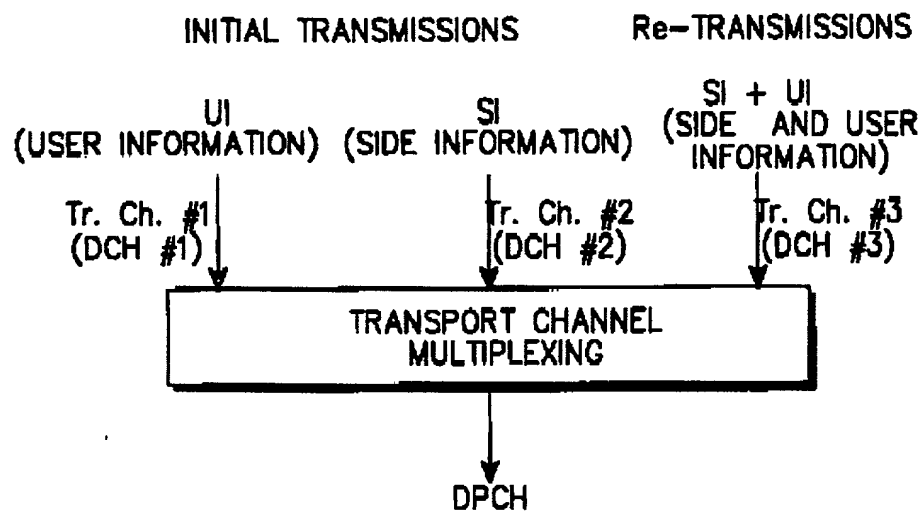 INITIAL TRANSMISSIONS
Re-TRANSMISSIONS
UI
(USER INFORMATION)
SI
(SIDE INFORMATION)
SI + UI
(SIDE AND USER
INFORMATION)
Tr. Ch. #1
(DCH #1)
Tr. Ch. #2
(DCH #2)
Tr. Ch. #3
(DCH #3)
TRANSPORT CHANNEL
MULTIPLEXING
DPCH